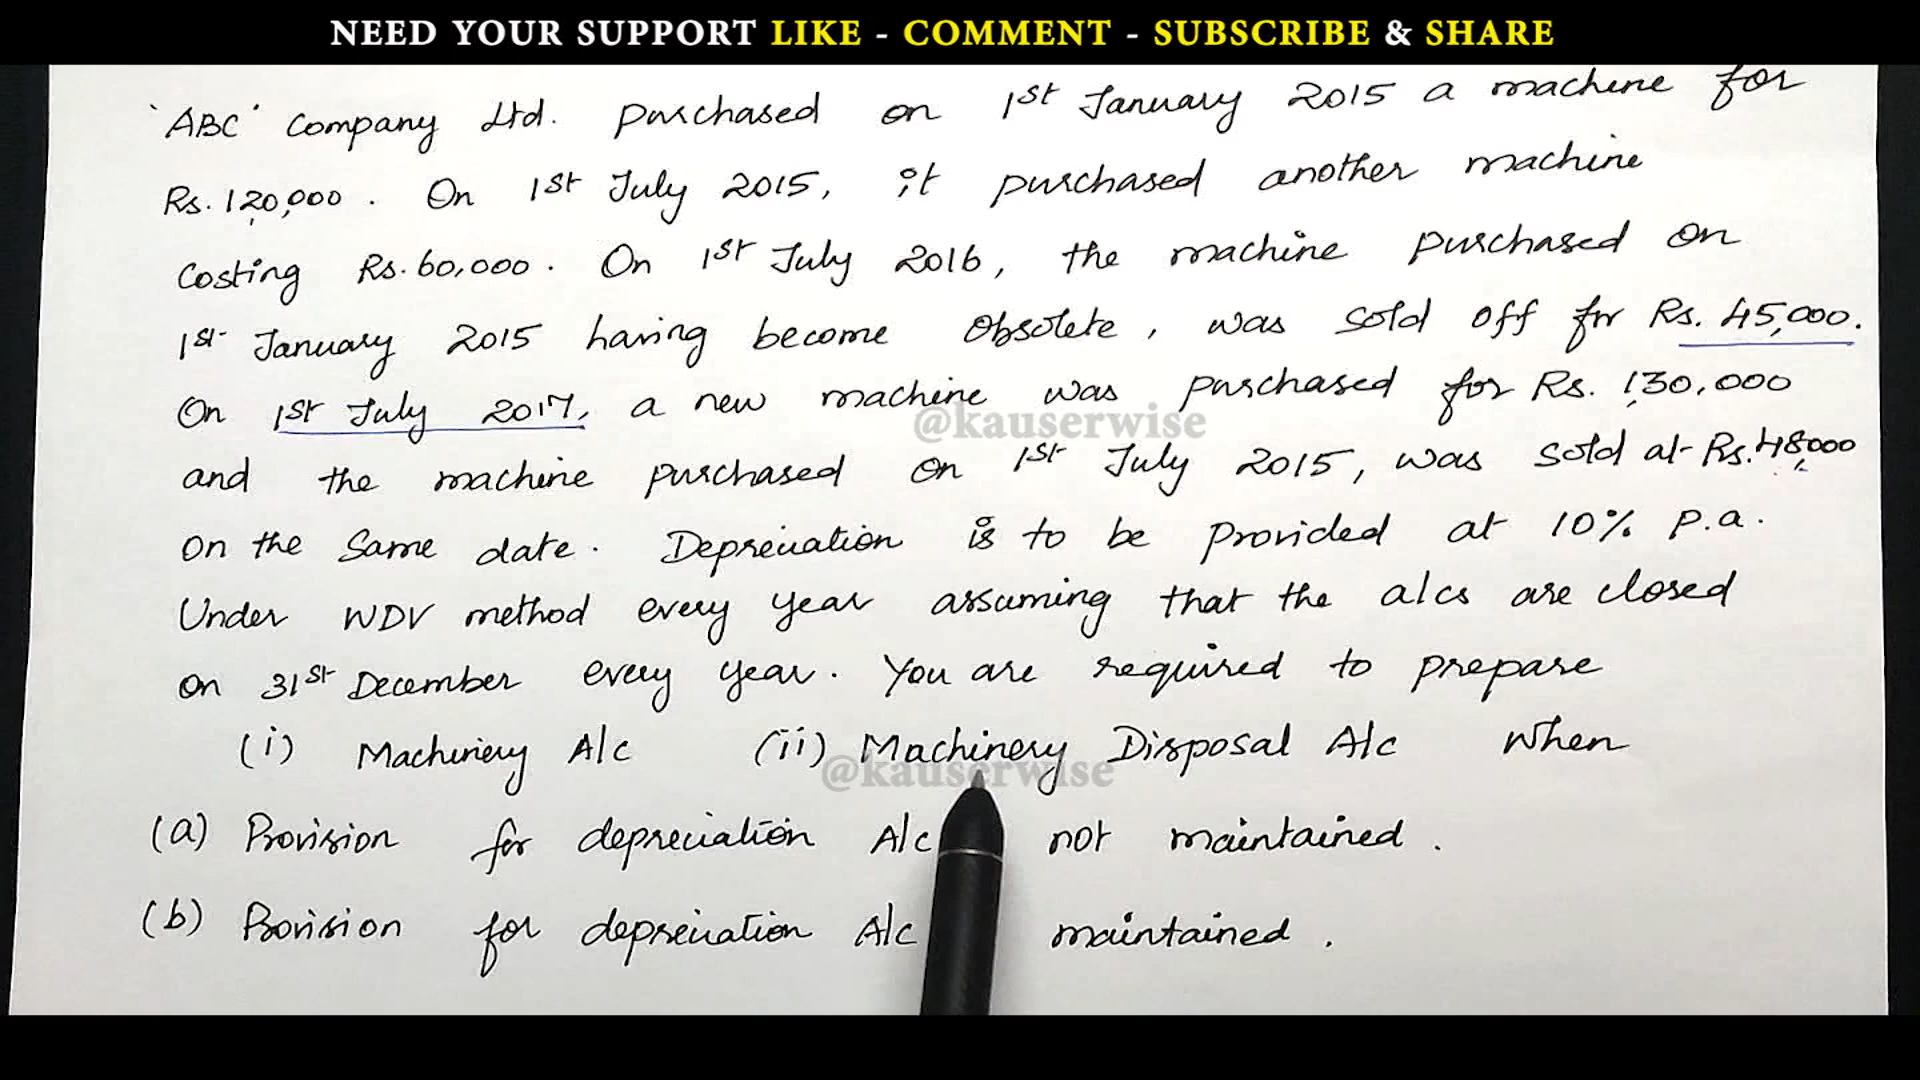 NEED YOUR SUPPORT LIKE - COMMENT - SUBSCRIBE & SHARE
'ABC' Company Ltd. purchased on 1st January 2015 a machine for
Rs. 120,000. On 1st July 2015, it purchased another machine
Costing Rs. 60,000. On 1st July 2016, the machine purchased on
1st January 2015 having become Obsolete, was sold off for Rs. 45,000.
On 1st July 2017, a new machine was purchased for Rs. 130,000
@kauserwise
and the machine purchased on 1st July 2015, was sold at Rs. 48,000
on the same date. Depreciation is to be provided at 10% p.a.
Under WDV method every year assuming that the a/cs are closed
on 31st December every year. You are required to prepare
(i) Machinery A/c (ii) Machinery Disposal A/c when
@kauserwise
(a) Provision for depreciation A/c not maintained.
(b) Provision for depreciation A/c maintained.